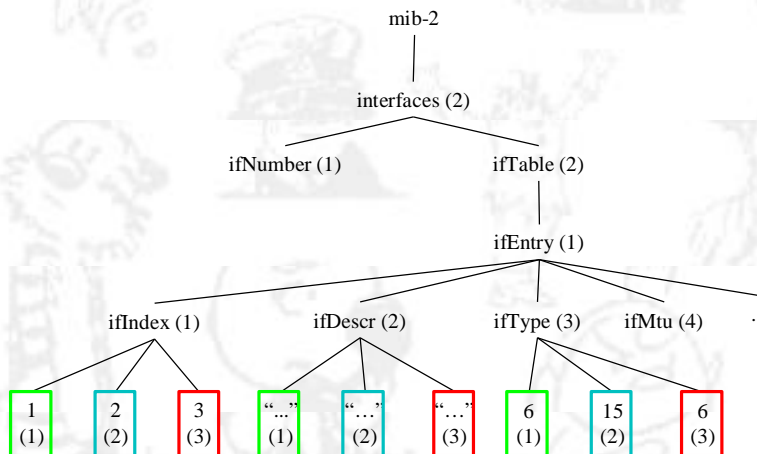 mib-2
interfaces (2)
ifNumber (1) ifTable (2)
ifEntry (1)
ifIndex (1) ifDescr (2) ifType (3) ifMtu (4) .
1 2 3 “...” “…” “…” 6 15 6
(1) (2) (3) (1) (2) (3) (1) (2) (3)